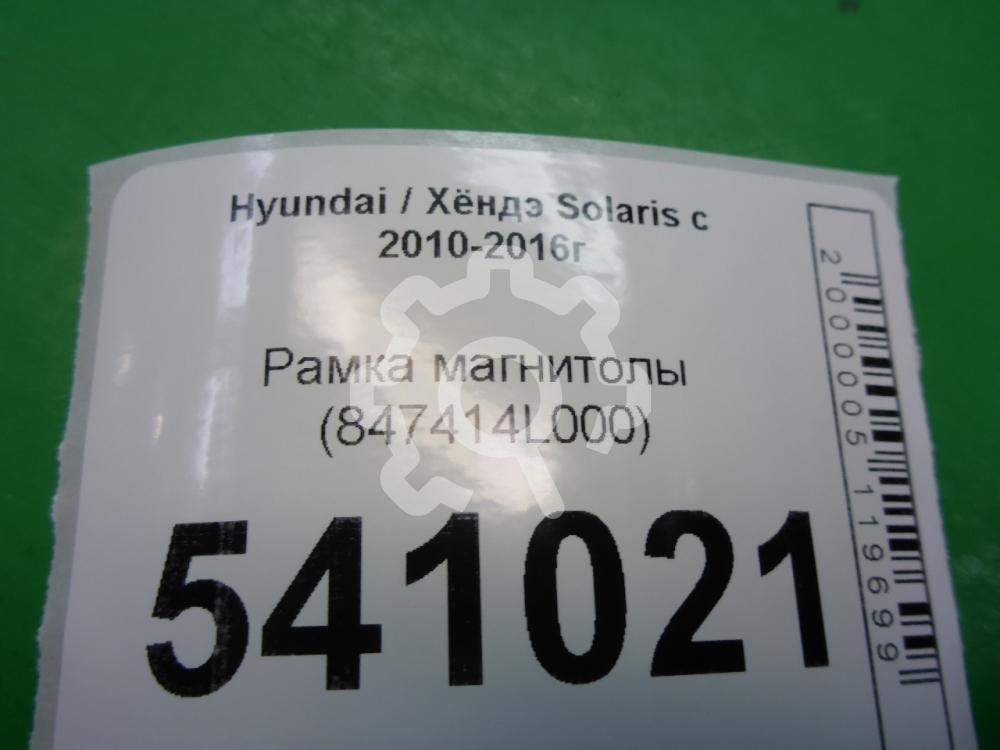 Hyundai / Хёндэ Solaris с
2010-2016г
Рамка магнитолы
(847414L000)
541021
2000005119699